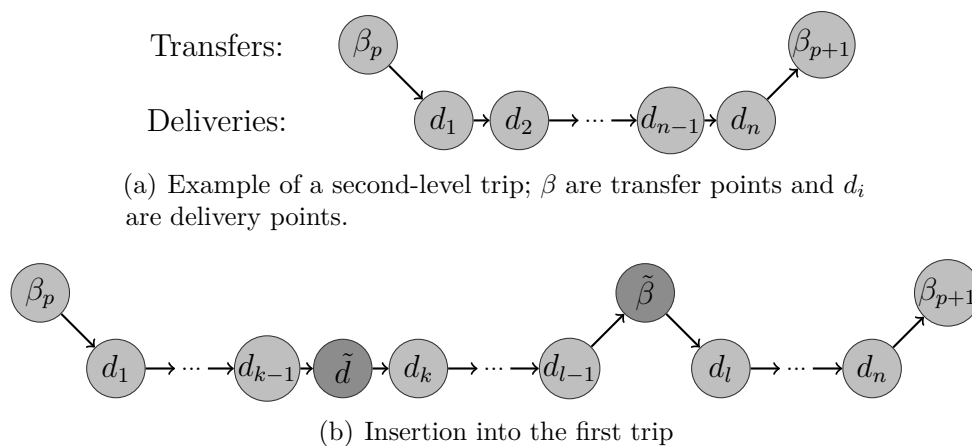 Transfers: β_p β_{p+1}
Deliveries: d_1 d_2 ... d_{n−1} d_n
(a) Example of a second-level trip; β are transfer points and d_i
are delivery points.
β_p β̃ β_{p+1}
d_1 ... d_{k−1} d̃ d_k ... d_{l−1} d_l ... d_n
(b) Insertion into the first trip